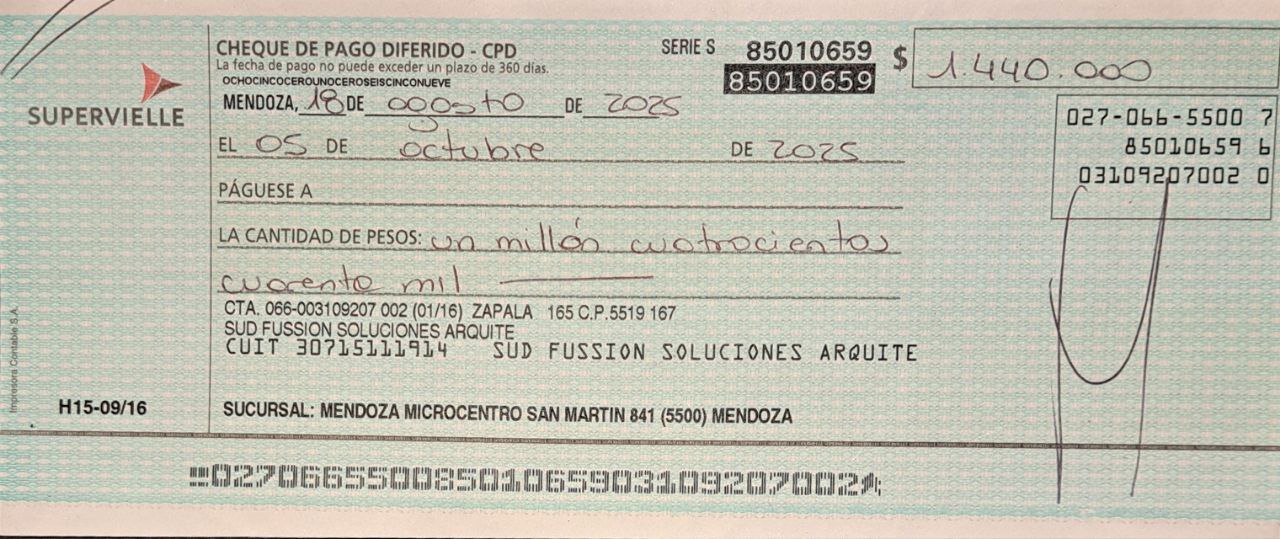 CHEQUE DE PAGO DIFERIDO - CPD
SERIE S 85010659 $ 1.440.000
La fecha de pago no puede exceder un plazo de 360 días.
85010659
OCHOCINCOCEROUNOCEROSEISCINCONUEVE
SUPERVIELLE
MENDOZA, 18 DE agosto DE 2025
027-066-5500 7
85010659 6
03109207002 0
EL 05 DE octubre DE 2025
PÁGUESE A
LA CANTIDAD DE PESOS: un millón cuatrocientos
cuarenta mil
CTA. 066-003109207 002 (01/16) ZAPALA 165 C.P.5519 167
SUD FUSSION SOLUCIONES ARQUITE
CUIT 30715111914 SUD FUSSION SOLUCIONES ARQUITE
Impresora Contable S.A.
H15-09/16
SUCURSAL: MENDOZA MICROCENTRO SAN MARTIN 841 (5500) MENDOZA
02706655008501065903109207002